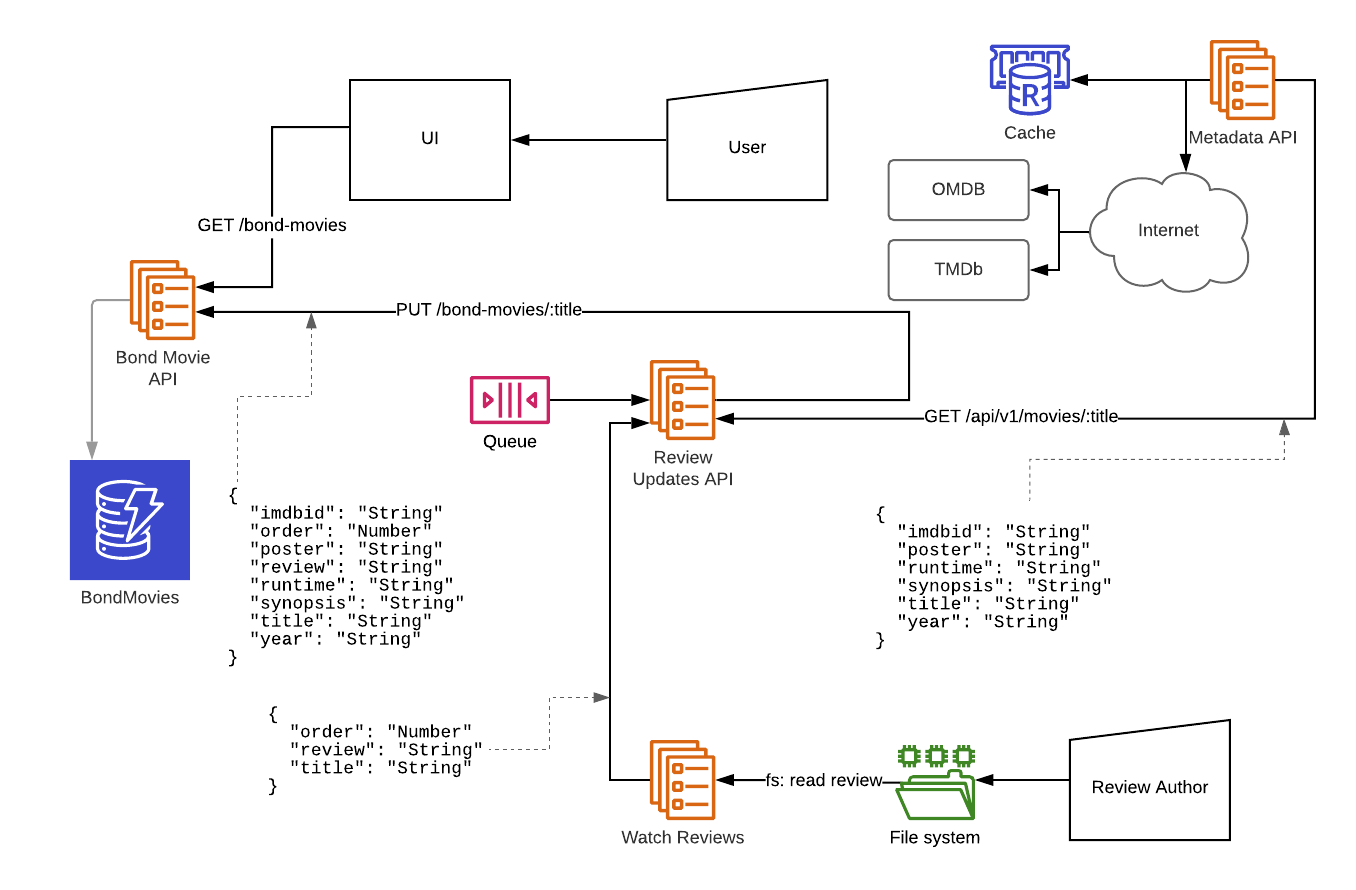 UI
User
R
Cache
Metadata API
OMDB
TMDb
Internet
GET /bond-movies
PUT /bond-movies/:title
Bond Movie
API
Queue
Review
Updates API
GET /api/v1/movies/:title
BondMovies
{
"imdbid": "String"
"order": "Number"
"poster": "String"
"review": "String"
"runtime": "String"
"synopsis": "String"
"title": "String"
"year": "String"
}
{
"imdbid": "String"
"poster": "String"
"runtime": "String"
"synopsis": "String"
"title": "String"
"year": "String"
}
{
"order": "Number"
"review": "String"
"title": "String"
}
Watch Reviews
fs: read review
File system
Review Author